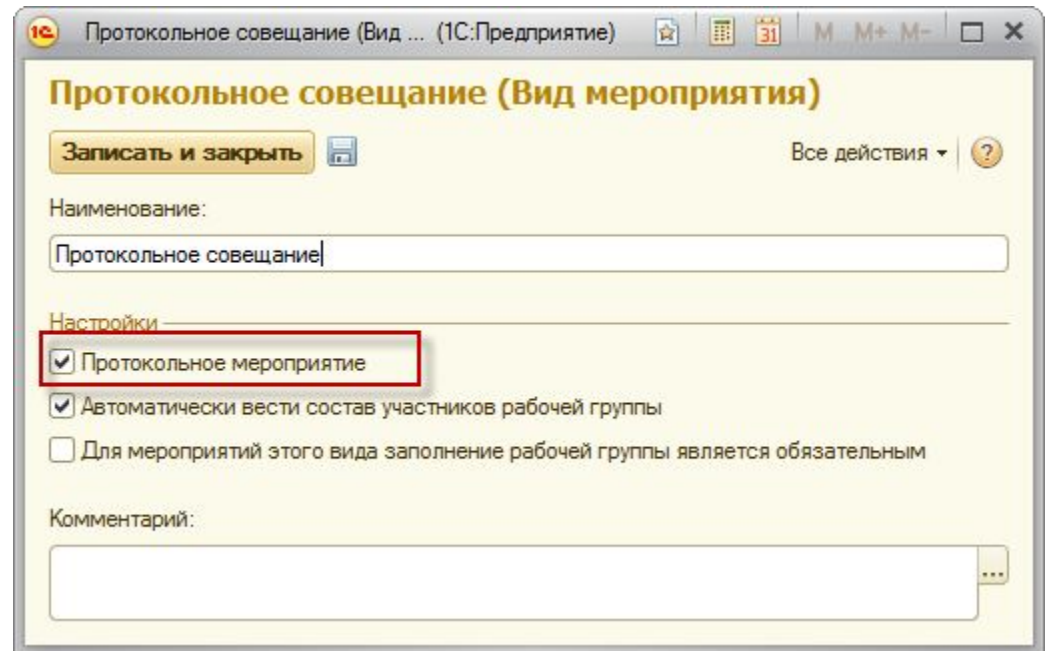 1С Протокольное совещание (Вид ... (1С:Предприятие) 31 M M+ M-
Протокольное совещание (Вид мероприятия)
Записать и закрыть Все действия ?
Наименование:
Протокольное совещание
Настройки
Протокольное мероприятие
Автоматически вести состав участников рабочей группы
Для мероприятий этого вида заполнение рабочей группы является обязательным
Комментарий:
...